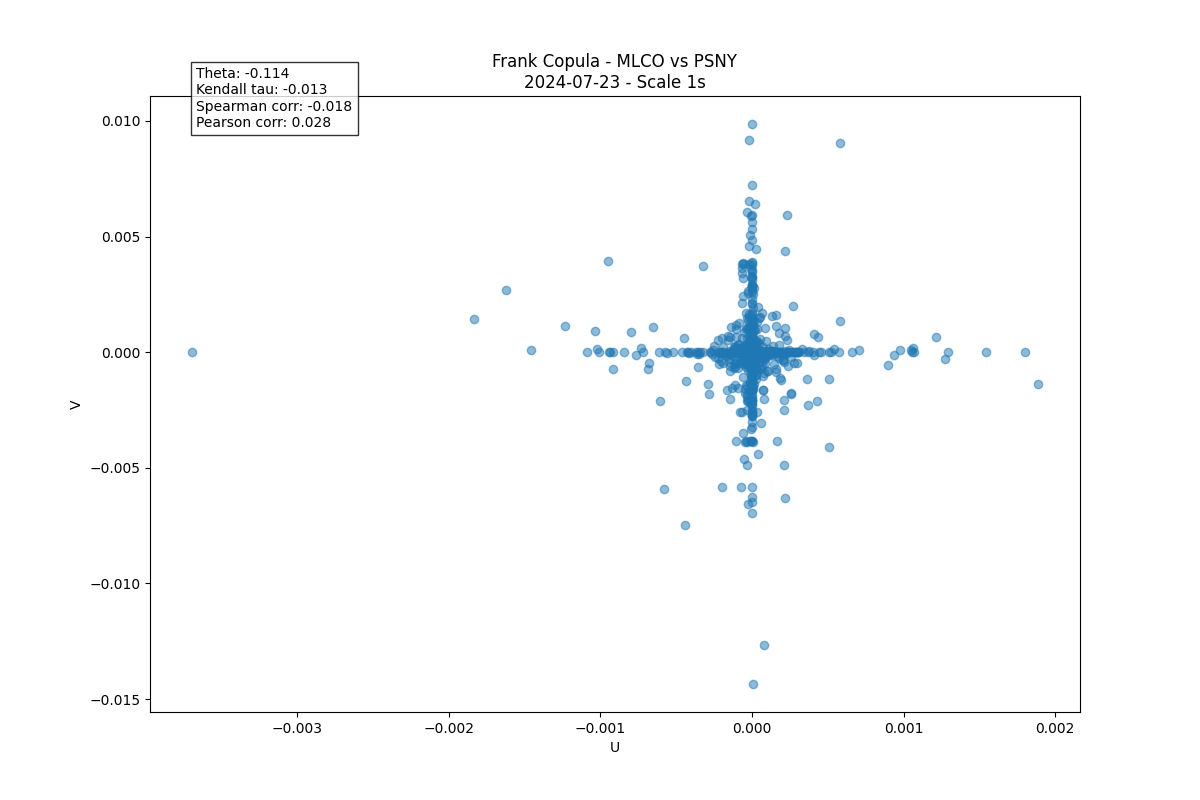 Frank Copula - MLCO vs PSNY
2024-07-23 - Scale 1s
Theta: -0.114
Kendall tau: -0.013
Spearman corr: -0.018
Pearson corr: 0.028
0.010
0.005
0.000
−0.005
−0.010
−0.015
V
−0.003
−0.002
−0.001
0.000
0.001
0.002
U